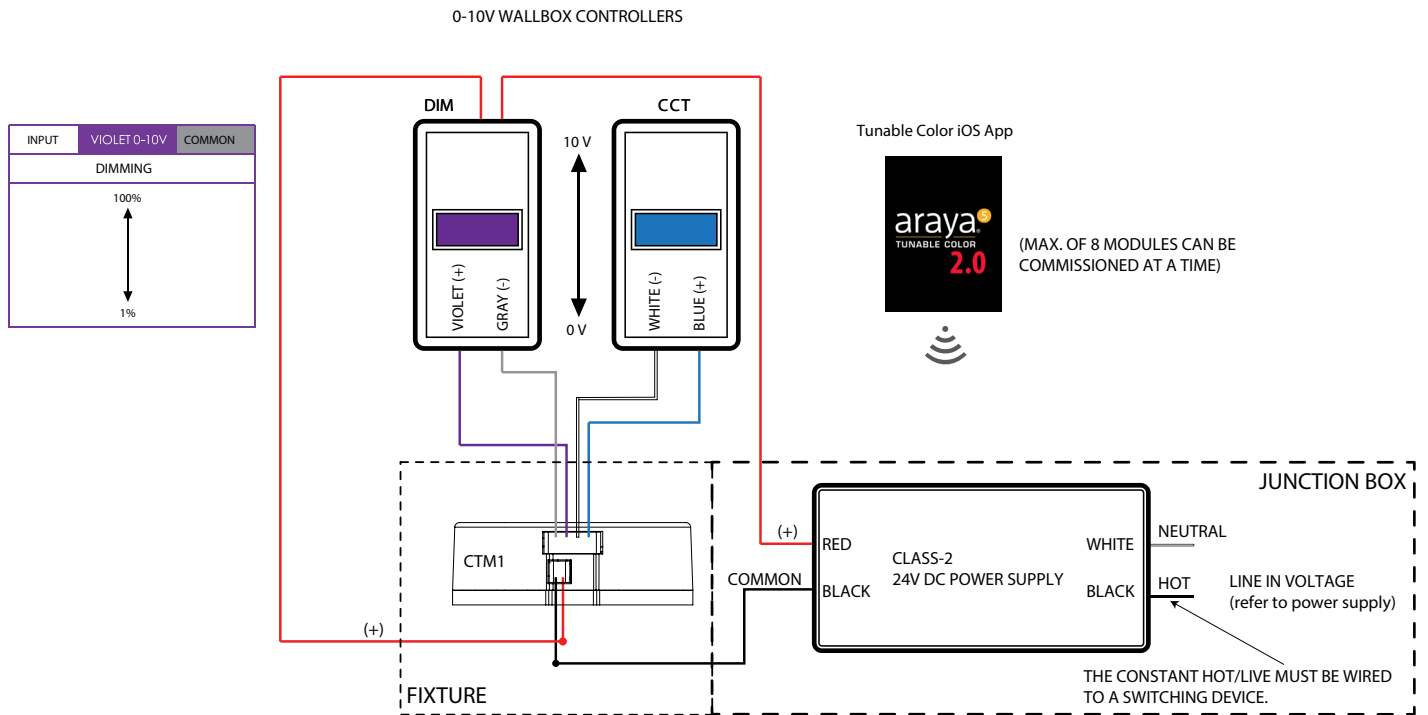 0-10V WALLBOX CONTROLLERS
INPUT
VIOLET 0-10V
COMMON
DIMMING
100%
1%
DIM
CCT
10 V
0 V
VIOLET (+)
GRAY (-)
WHITE (-)
BLUE (+)
Tunable Color iOS App
araya 5
TUNABLE COLOR
2.0
(MAX. OF 8 MODULES CAN BE
COMMISSIONED AT A TIME)
JUNCTION BOX
(+)
RED
WHITE
NEUTRAL
CLASS-2
24V DC POWER SUPPLY
COMMON
BLACK
BLACK
HOT
LINE IN VOLTAGE
(refer to power supply)
CTM1
(+)
FIXTURE
THE CONSTANT HOT/LIVE MUST BE WIRED
TO A SWITCHING DEVICE.